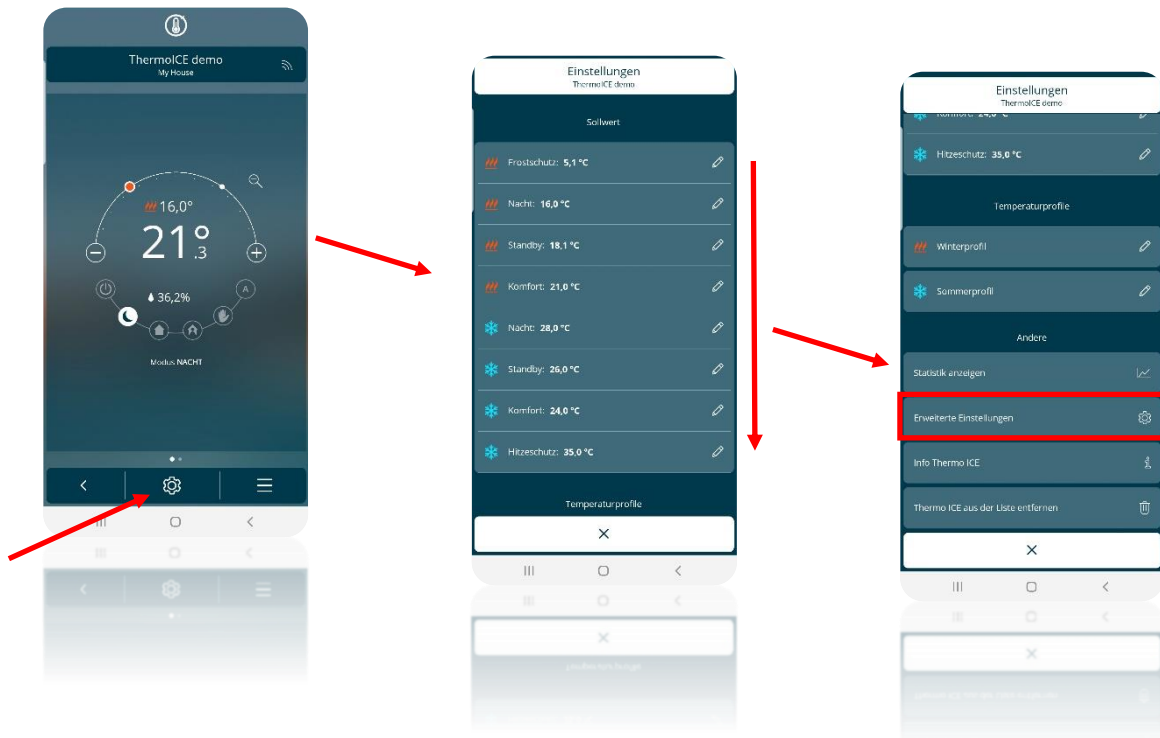 ThermoICE demo
My House
16,0°
21°.3
36,2%
A
Modus NACHT
Einstellungen
ThermoICE demo
Sollwert
Frostschutz: 5,1 °C
Nacht: 16,0 °C
Standby: 18,1 °C
Komfort: 21,0 °C
Nacht: 28,0 °C
Standby: 26,0 °C
Komfort: 24,0 °C
Hitzeschutz: 35,0 °C
Temperaturprofile
Einstellungen
ThermoICE demo
Komfort: 24,0 °C
Hitzeschutz: 35,0 °C
Temperaturprofile
Winterprofil
Sommerprofil
Andere
Statistik anzeigen
Erweiterte Einstellungen
Info Thermo ICE
Thermo ICE aus der Liste entfernen